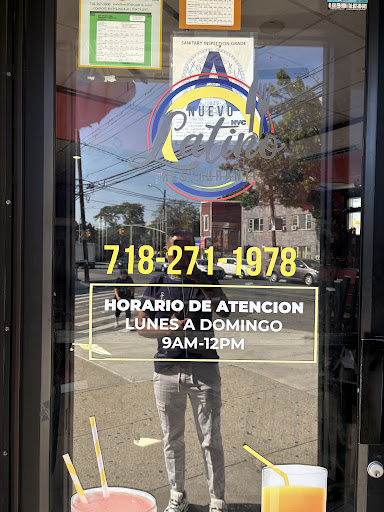 SANITARY INSPECTION GRADE
A
NUEVO
NYC
Latino
718-271-1978
HORARIO DE ATENCION
LUNES A DOMINGO
9AM-12PM